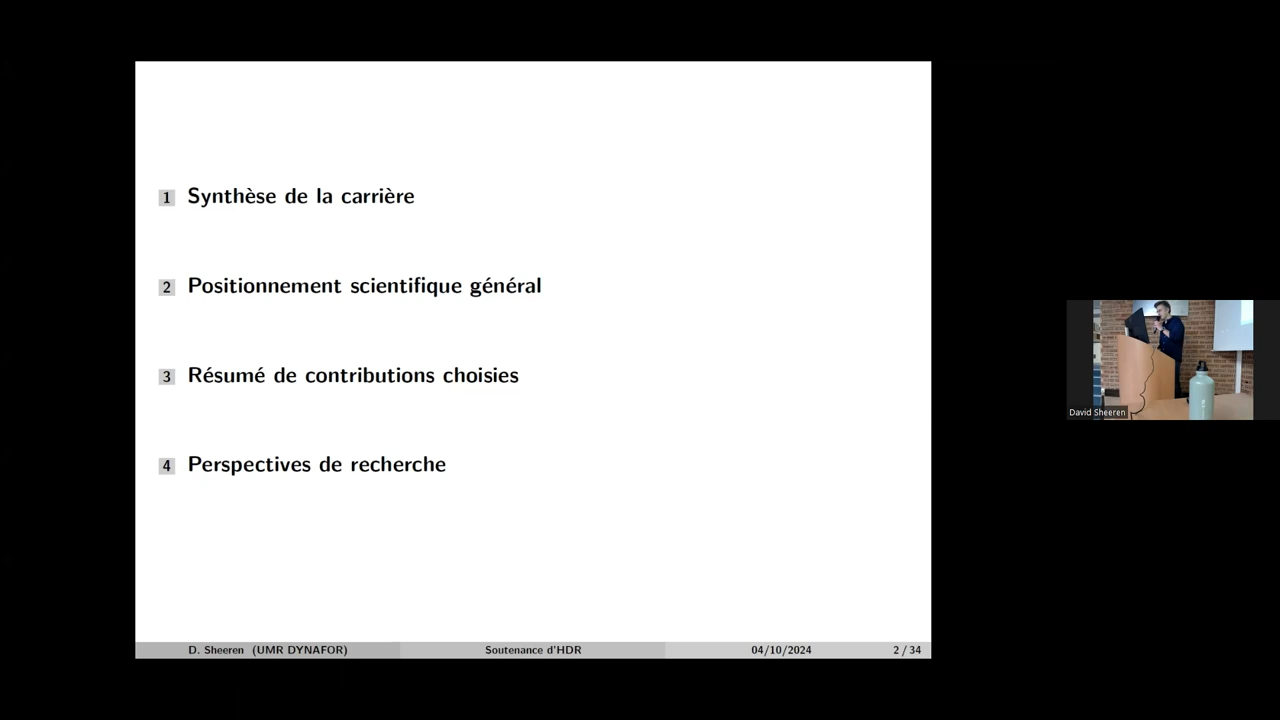 1 Synthèse de la carrière
2 Positionnement scientifique général
3 Résumé de contributions choisies
4 Perspectives de recherche
D. Sheeren (UMR DYNAFOR) Soutenance d'HDR 04/10/2024 2 / 34
David Sheeren